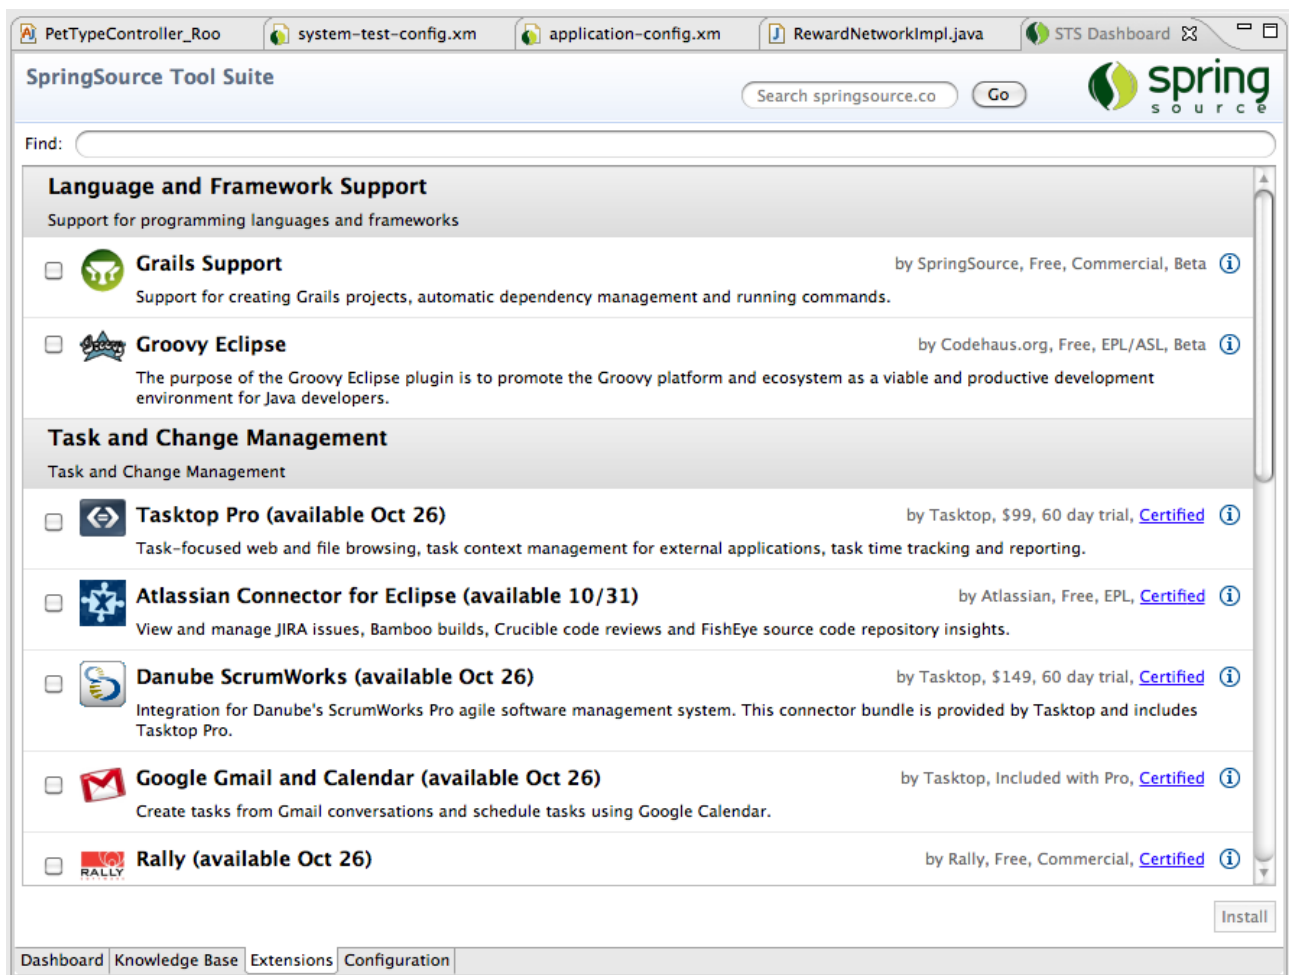 PetTypeController_Roo
system-test-config.xm
application-config.xm
RewardNetworkImpl.java
STS Dashboard
SpringSource Tool Suite
Search springsource.co
Go
spring
source
Find:
Language and Framework Support
Support for programming languages and frameworks
Grails Support
by SpringSource, Free, Commercial, Beta
Support for creating Grails projects, automatic dependency management and running commands.
Groovy
Groovy Eclipse
by Codehaus.org, Free, EPL/ASL, Beta
The purpose of the Groovy Eclipse plugin is to promote the Groovy platform and ecosystem as a viable and productive development
environment for Java developers.
Task and Change Management
Task and Change Management
Tasktop Pro (available Oct 26)
by Tasktop, $99, 60 day trial, Certified
Task-focused web and file browsing, task context management for external applications, task time tracking and reporting.
Atlassian Connector for Eclipse (available 10/31)
by Atlassian, Free, EPL, Certified
View and manage JIRA issues, Bamboo builds, Crucible code reviews and FishEye source code repository insights.
Danube ScrumWorks (available Oct 26)
by Tasktop, $149, 60 day trial, Certified
Integration for Danube's ScrumWorks Pro agile software management system. This connector bundle is provided by Tasktop and includes
Tasktop Pro.
Google Gmail and Calendar (available Oct 26)
by Tasktop, Included with Pro, Certified
Create tasks from Gmail conversations and schedule tasks using Google Calendar.
RALLY
Rally (available Oct 26)
by Rally, Free, Commercial, Certified
Install
Dashboard
Knowledge Base
Extensions
Configuration